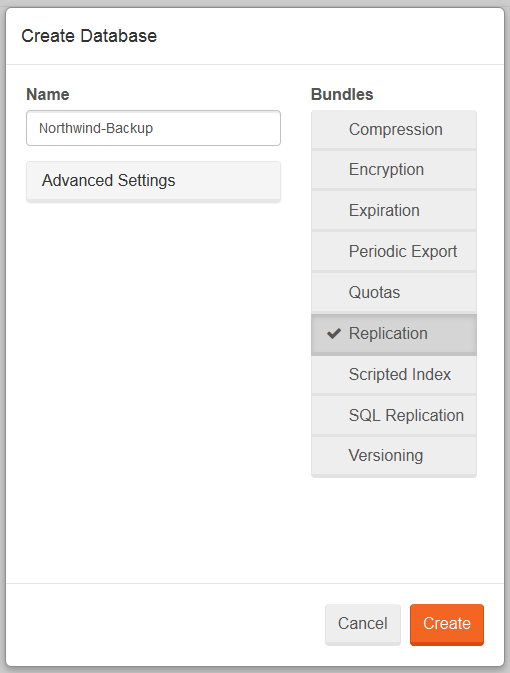 Create Database
Name
Northwind-Backup
Advanced Settings
Bundles
Compression
Encryption
Expiration
Periodic Export
Quotas
Replication
Scripted Index
SQL Replication
Versioning
Cancel
Create